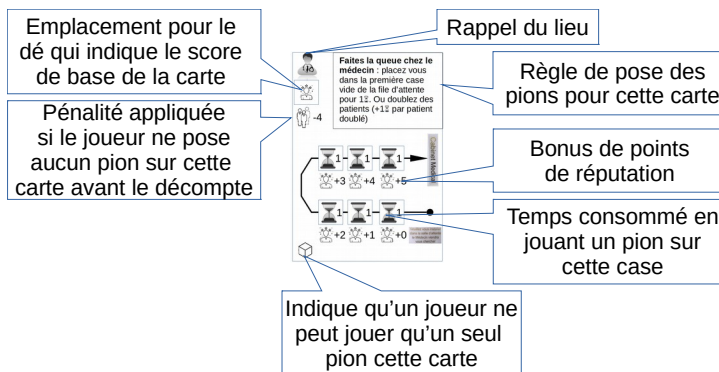 Emplacement pour le
dé qui indique le score
de base de la carte
Rappel du lieu
Faites la queue chez le
médecin : placez vous
dans la première case
vide de la file d'attente
pour 1⌛. Ou doublez des
patients (+1⌛ par patient
doublé)
Règle de pose des
pions pour cette carte
Pénalité appliquée
si le joueur ne pose
aucun pion sur cette
carte avant le décompte
-4
1 1 1
Cabinet Médical
+3 +4 +5
Bonus de points
de réputation
1 1 1
+2 +1 +0
Temps consommé en
jouant un pion sur
cette case
Indique qu'un joueur ne
peut jouer qu'un seul
pion cette carte